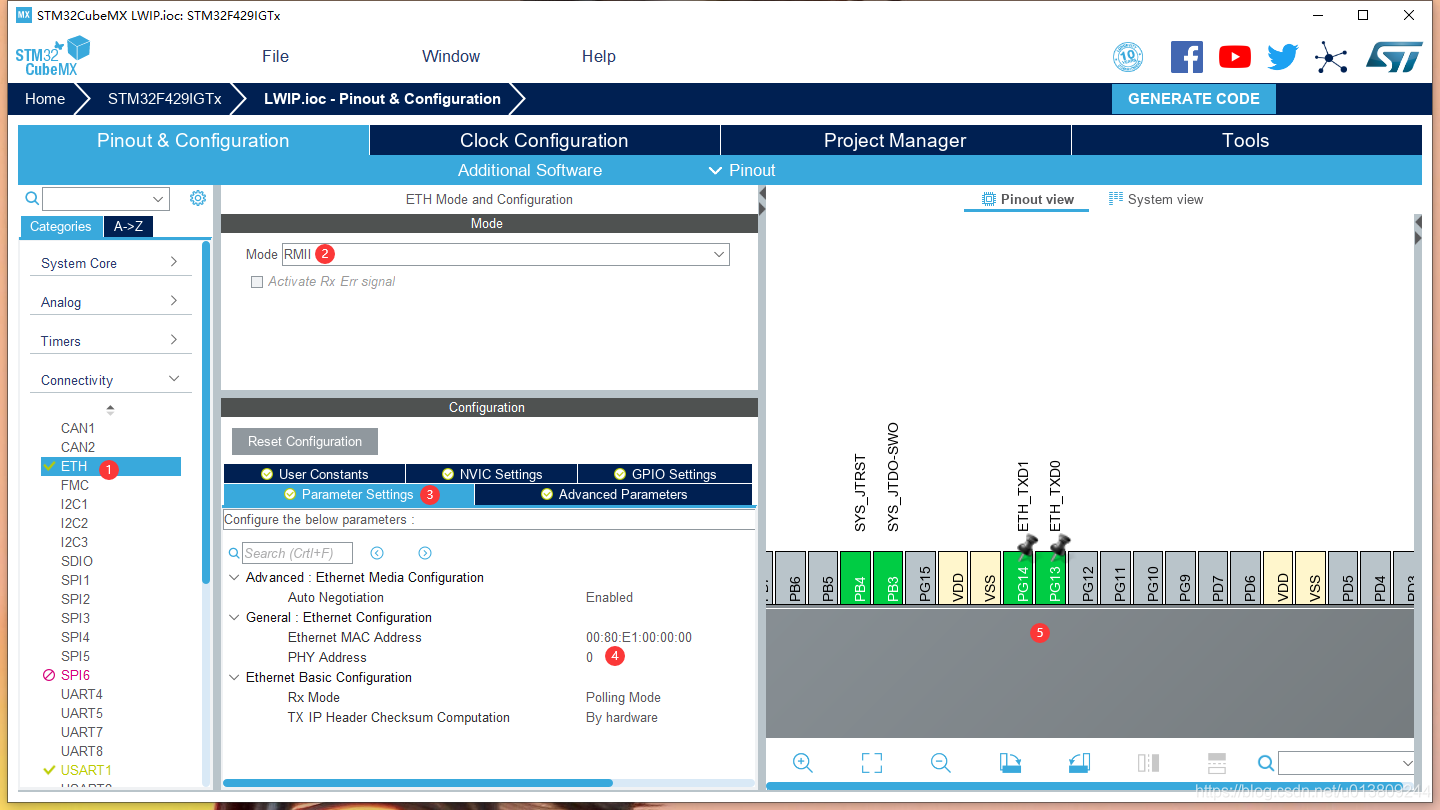 MX STM32CubeMX LWIP.ioc: STM32F429IGTx
STM32 CubeMX
File Window Help
10
Home STM32F429IGTx LWIP.ioc - Pinout & Configuration GENERATE CODE
Pinout & Configuration Clock Configuration Project Manager Tools
Additional Software Pinout
Categories A->Z
System Core
Analog
Timers
Connectivity
CAN1
CAN2
ETH 1
FMC
I2C1
I2C2
I2C3
SDIO
SPI1
SPI2
SPI3
SPI4
SPI5
SPI6
UART4
UART5
UART7
UART8
USART1
ETH Mode and Configuration
Mode
Mode RMII 2
Activate Rx Err signal
Configuration
Reset Configuration
User Constants NVIC Settings GPIO Settings
Parameter Settings 3 Advanced Parameters
Configure the below parameters :
Search (Crtl+F)
Advanced : Ethernet Media Configuration
Auto Negotiation Enabled
General : Ethernet Configuration
Ethernet MAC Address 00:80:E1:00:00:00
PHY Address 0 4
Ethernet Basic Configuration
Rx Mode Polling Mode
TX IP Header Checksum Computation By hardware
Pinout view System view
SYS_JTRST
SYS_JTDO-SWO
ETH_TXD1
ETH_TXD0
PB6
PB5
PB4
PB3
PG15
VDD
VSS
PG14
PG13
PG12
PG11
PG10
PG9
PD7
PD6
VDD
VSS
PD5
PD4
PD3
5
https://blog.csdn.net/u013809244